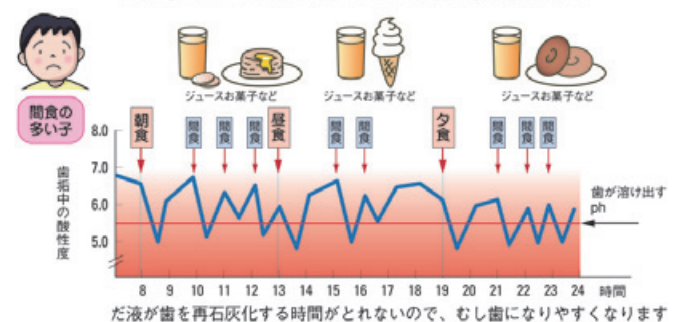 ジュースお菓子など
ジュースお菓子など
ジュースお菓子など
間食の
多い子
朝食
間食
間食
間食
昼食
間食
間食
夕食
間食
間食
間食
歯垢中の酸性度
8.0
7.0
6.0
5.0
歯が溶け出す
ph
8 9 10 11 12 13 14 15 16 17 18 19 20 21 22 23 24 時間
だ液が歯を再石灰化する時間がとれないので、むし歯になりやすくなります